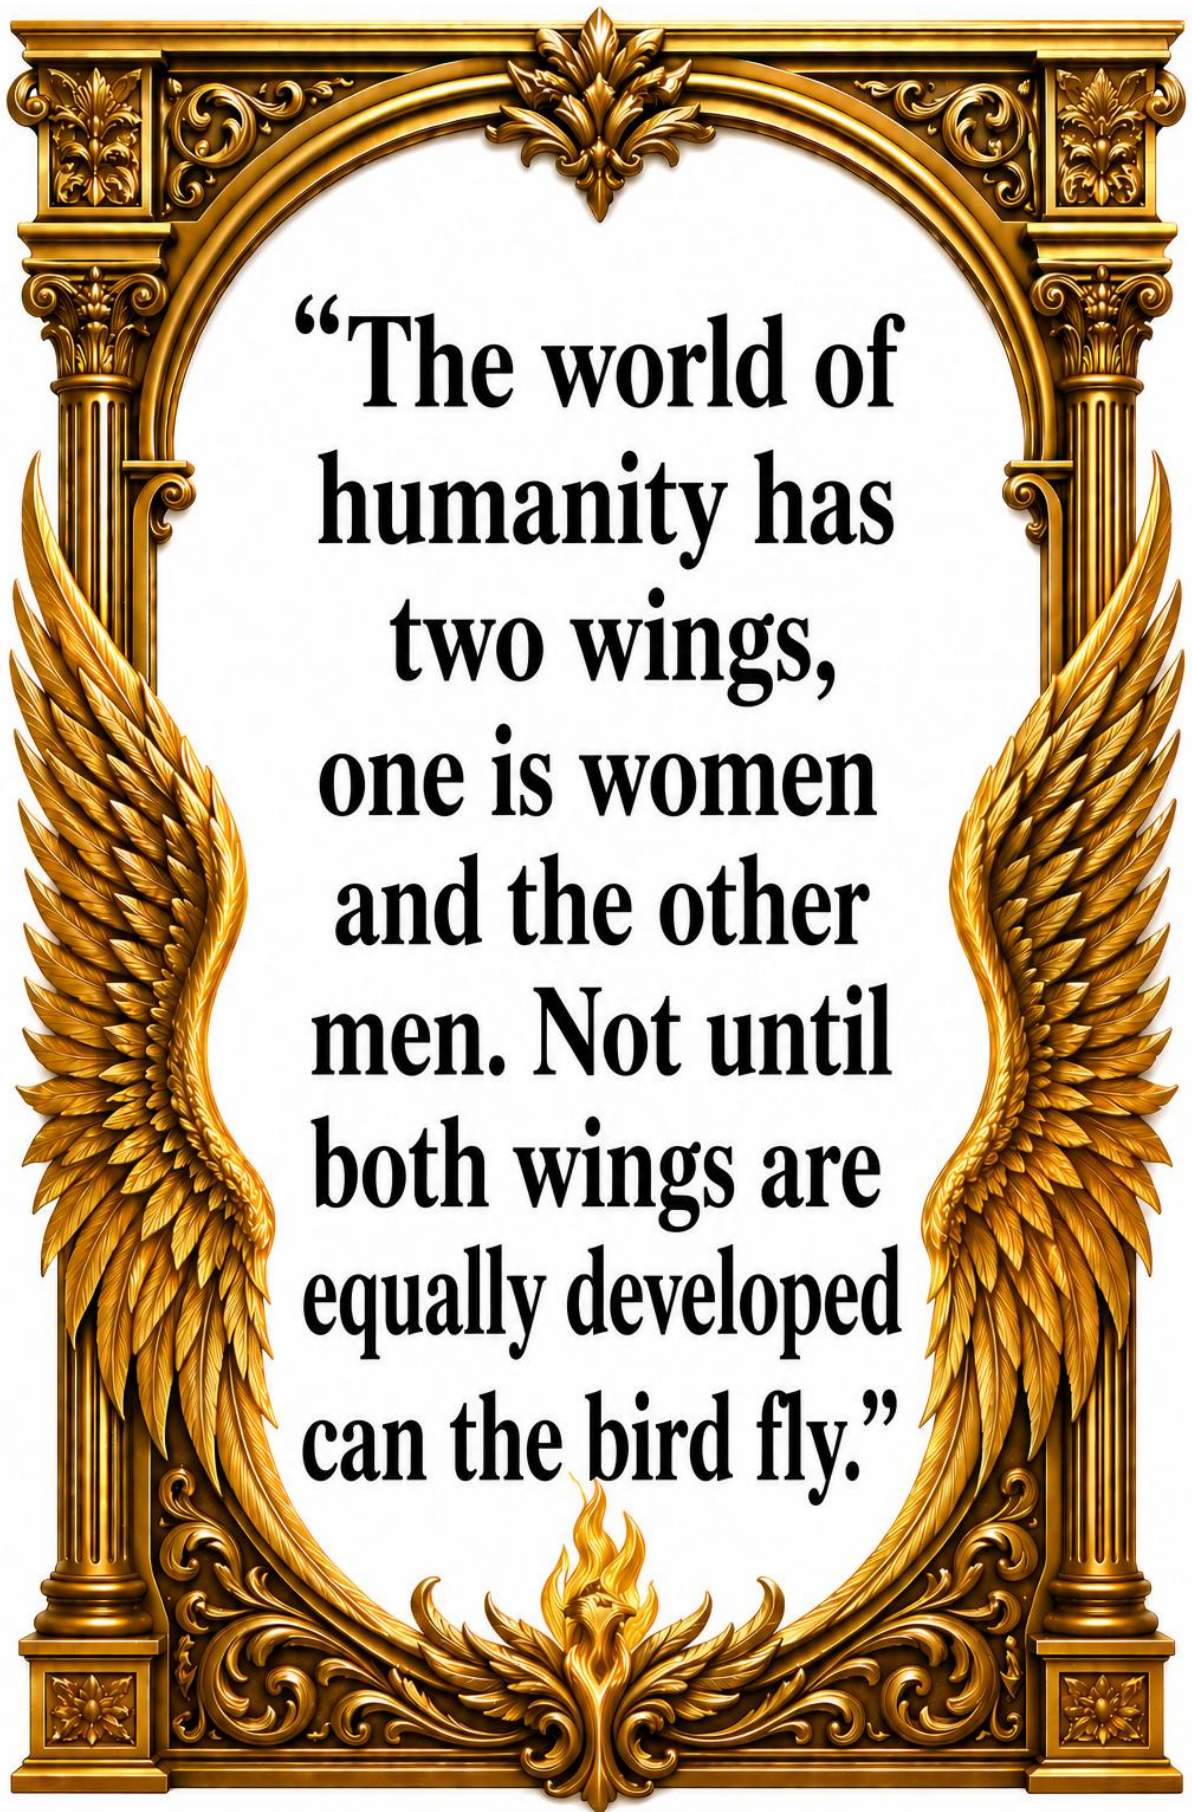 “The world of
humanity has
two wings,
one is women
and the other
men. Not until
both wings are
equally developed
can the bird fly.”